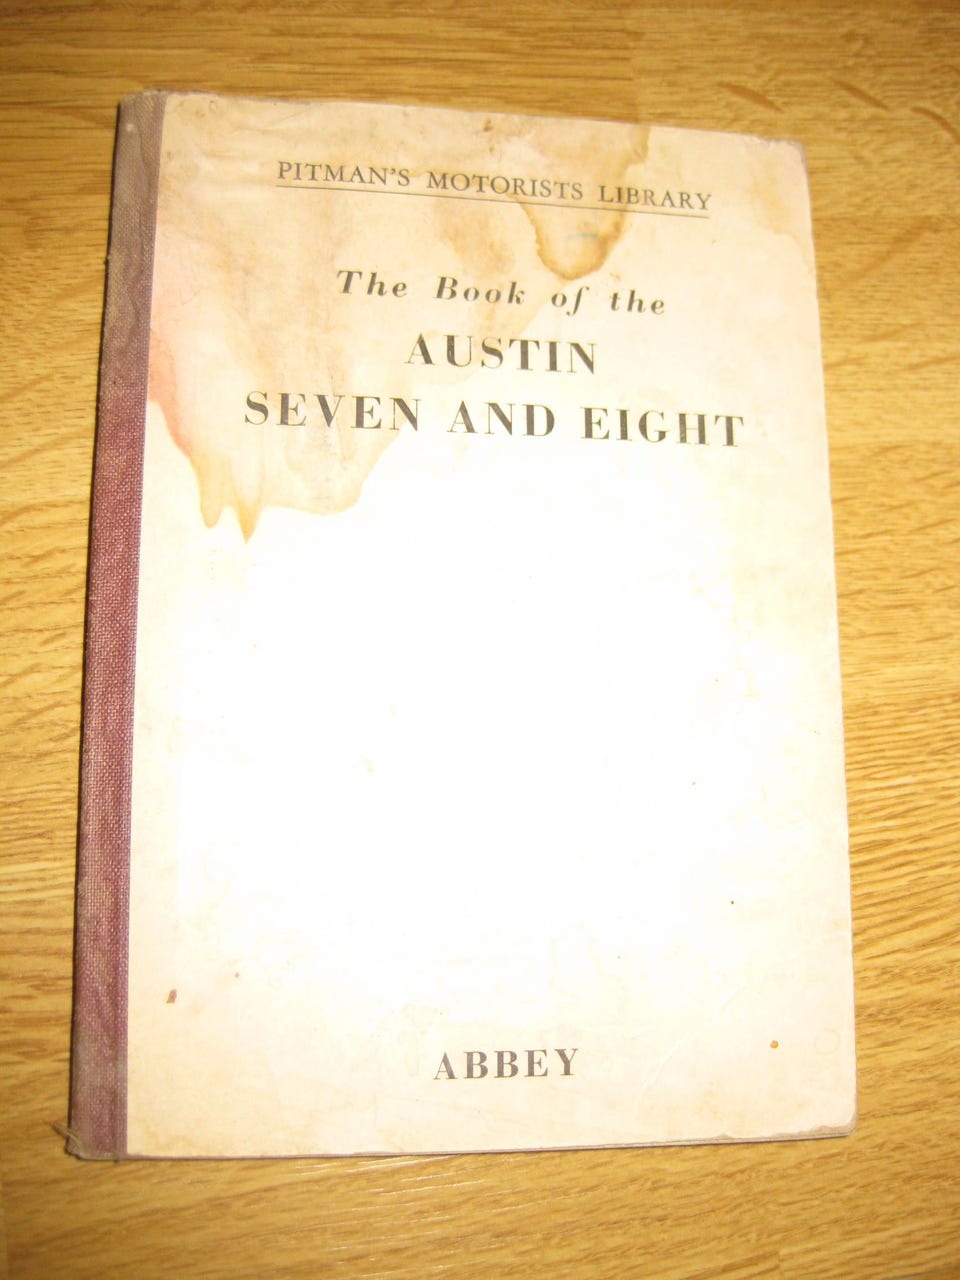 PITMAN'S MOTORISTS LIBRARY
The Book of the
AUSTIN
SEVEN AND EIGHT
ABBEY